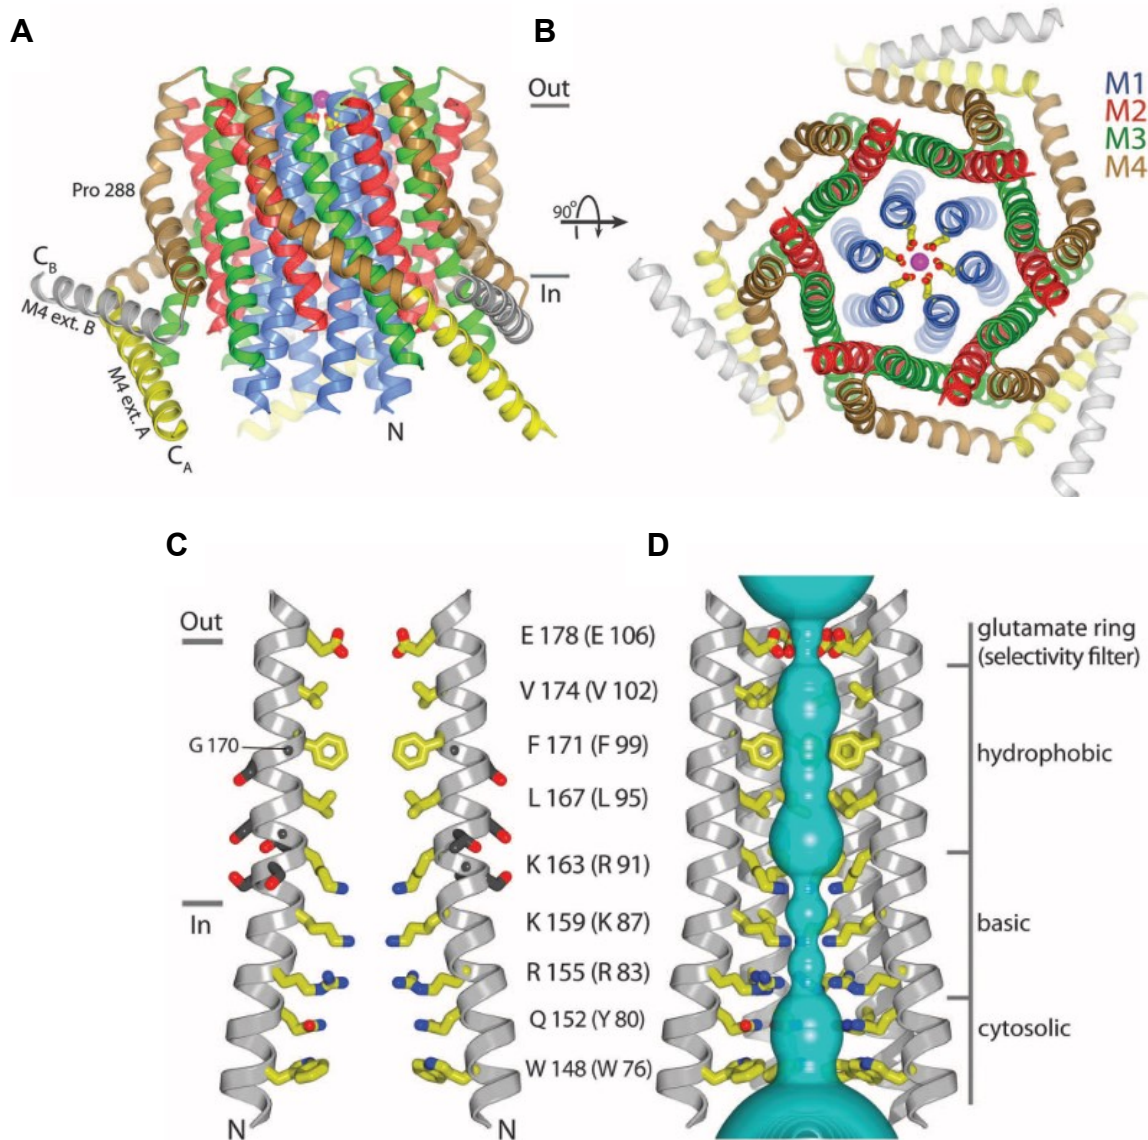 A
B
Out
M1
M2
M3
M4
Pro 288
90°
C_B
M4 ext. B
In
M4 ext. A
C_A
N
C
D
Out
E 178 (E 106)
glutamate ring
(selectivity filter)
V 174 (V 102)
G 170
F 171 (F 99)
hydrophobic
L 167 (L 95)
K 163 (R 91)
In
K 159 (K 87)
basic
R 155 (R 83)
Q 152 (Y 80)
cytosolic
W 148 (W 76)
N
N